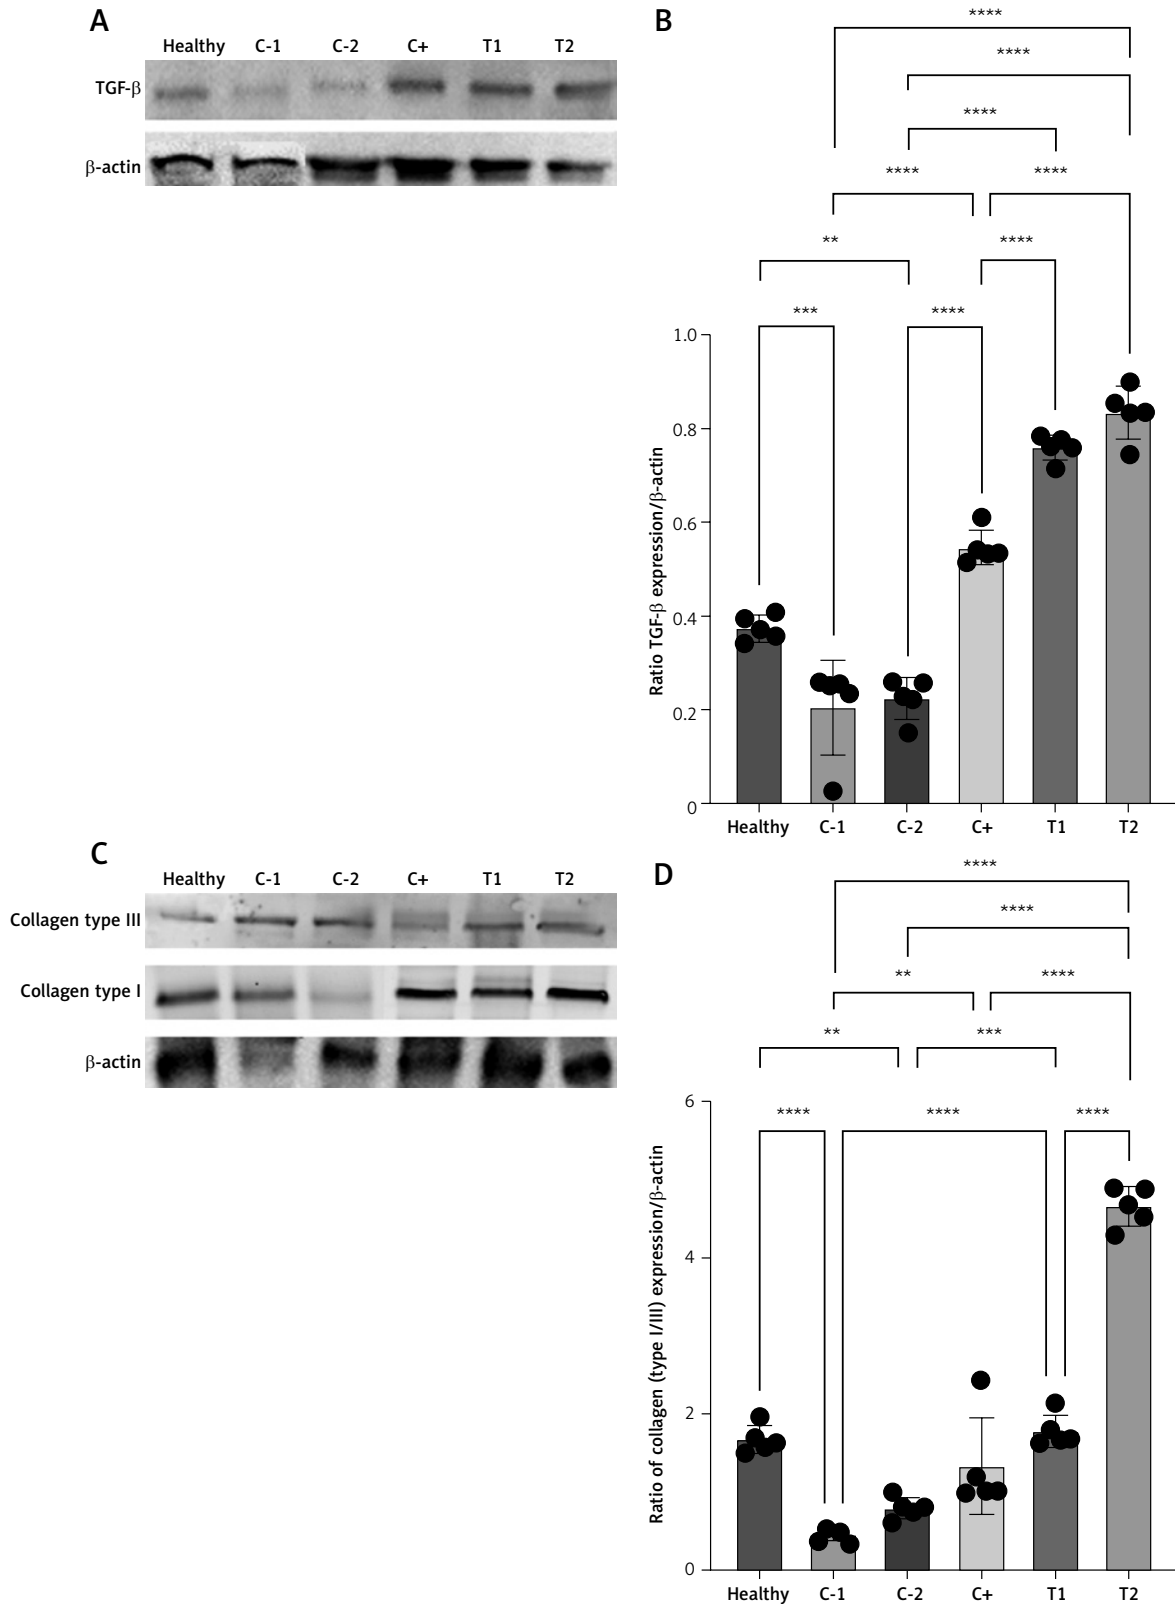 A
Healthy C-1 C-2 C+ T1 T2
TGF-β
β-actin
B
****
****
****
**** ****
** ****
*** ****
Ratio TGF-β expression/β-actin
1.0
0.8
0.6
0.4
0.2
0
Healthy C-1 C-2 C+ T1 T2
C
Healthy C-1 C-2 C+ T1 T2
Collagen type III
Collagen type I
β-actin
D
****
****
** ****
** ***
**** **** ****
Ratio of collagen (type I/III) expression/β-actin
6
4
2
0
Healthy C-1 C-2 C+ T1 T2